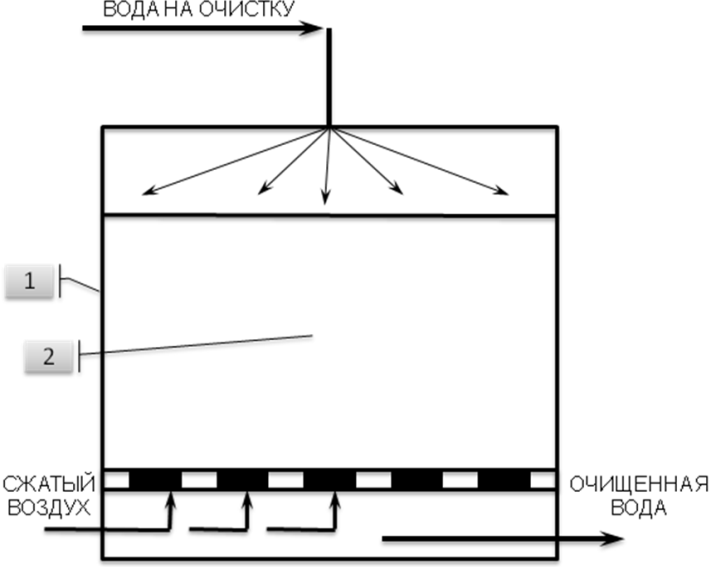 ВОДА НА ОЧИСТКУ
1
2
СЖАТЫЙ
ВОЗДУХ
ОЧИЩЕННАЯ
ВОДА